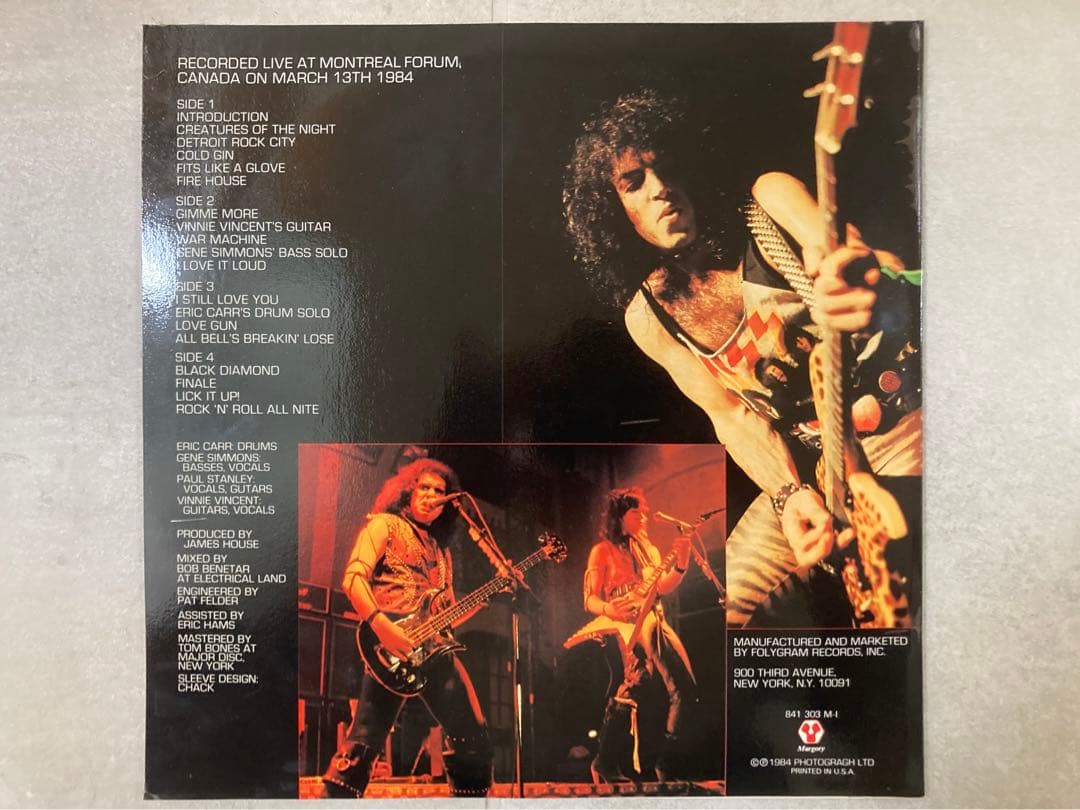 RECORDED LIVE AT MONTREAL FORUM,
CANADA ON MARCH 13TH 1984
SIDE 1
INTRODUCTION
CREATURES OF THE NIGHT
DETROIT ROCK CITY
COLD GIN
FITS LIKE A GLOVE
FIRE HOUSE
SIDE 2
GIMME MORE
VINNIE VINCENT'S GUITAR
WAR MACHINE
GENE SIMMONS' BASS SOLO
I LOVE IT LOUD
SIDE 3
I STILL LOVE YOU
ERIC CARR'S DRUM SOLO
LOVE GUN
ALL BELL'S BREAKIN' LOSE
SIDE 4
BLACK DIAMOND
FINALE
LICK IT UP!
ROCK 'N' ROLL ALL NITE
ERIC CARR: DRUMS
GENE SIMMONS:
BASSES, VOCALS
PAUL STANLEY:
VOCALS, GUTARS
VINNIE VINCENT:
GUITARS, VOCALS
PRODUCED BY
JAMES HOUSE
MIXED BY
BOB BENETAR
AT ELECTRICAL LAND
ENGINEERED BY
PAT FELDER
ASSISTED BY
ERIC HAMS
MASTERED BY
TOM BONES AT
MAJOR DISC,
NEW YORK
SLEEVE DESIGN:
CHACK
MANUFACTURED AND MARKETED
BY FOLYGRAM RECORDS, INC.
900 THIRD AVENUE,
NEW YORK, N.Y. 10091
841 303 M-I
Margory
©℗1984 PHOTOGRAGH LTD
PRINTED IN U.S.A.